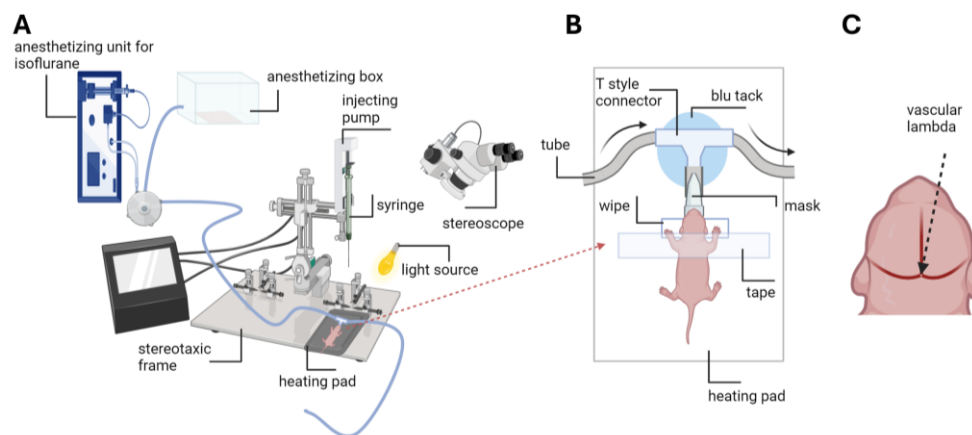 A
anesthetizing unit for
isoflurane
anesthetizing box
injecting
pump
syringe
stereoscope
light source
stereotaxic
frame
heating pad
B
T style
connector
blu tack
tube
wipe
mask
tape
heating pad
C
vascular
lambda